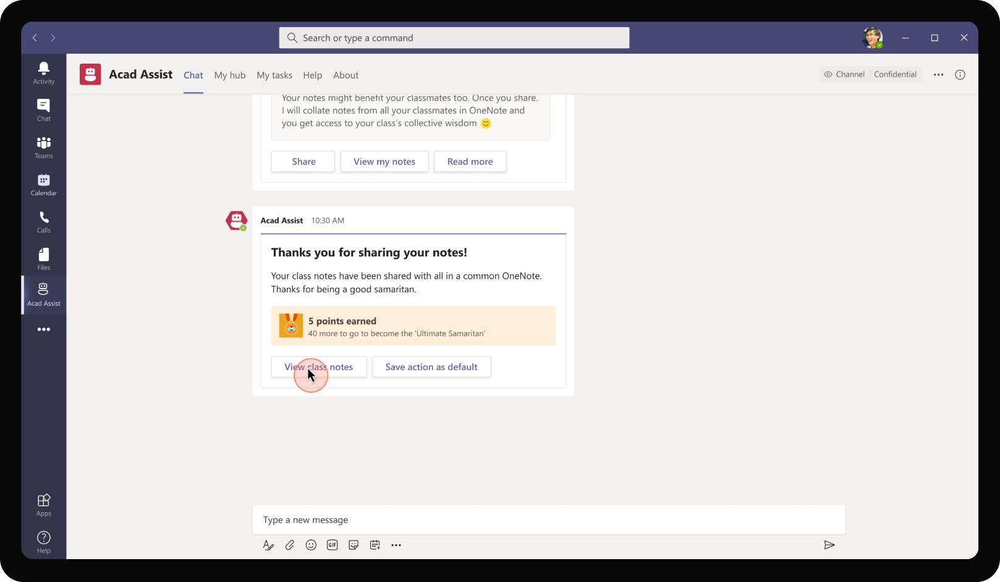 Search or type a command
Activity
Chat
Teams
Calendar
Calls
Files
Acad Assist
Apps
Help
Acad Assist
Chat
My hub
My tasks
Help
About
Channel
Confidential
Your notes might benefit your classmates too. Once you share.
I will collate notes from all your classmates in OneNote and
you get access to your class’s collective wisdom 🌞
Share
View my notes
Read more
Acad Assist 10:30 AM
Thanks you for sharing your notes!
Your class notes have been shared with all in a common OneNote.
Thanks for being a good samaritan.
5 points earned
40 more to go to become the ‘Ultimate Samaritan’
View class notes
Save action as default
Type a new message
GIF